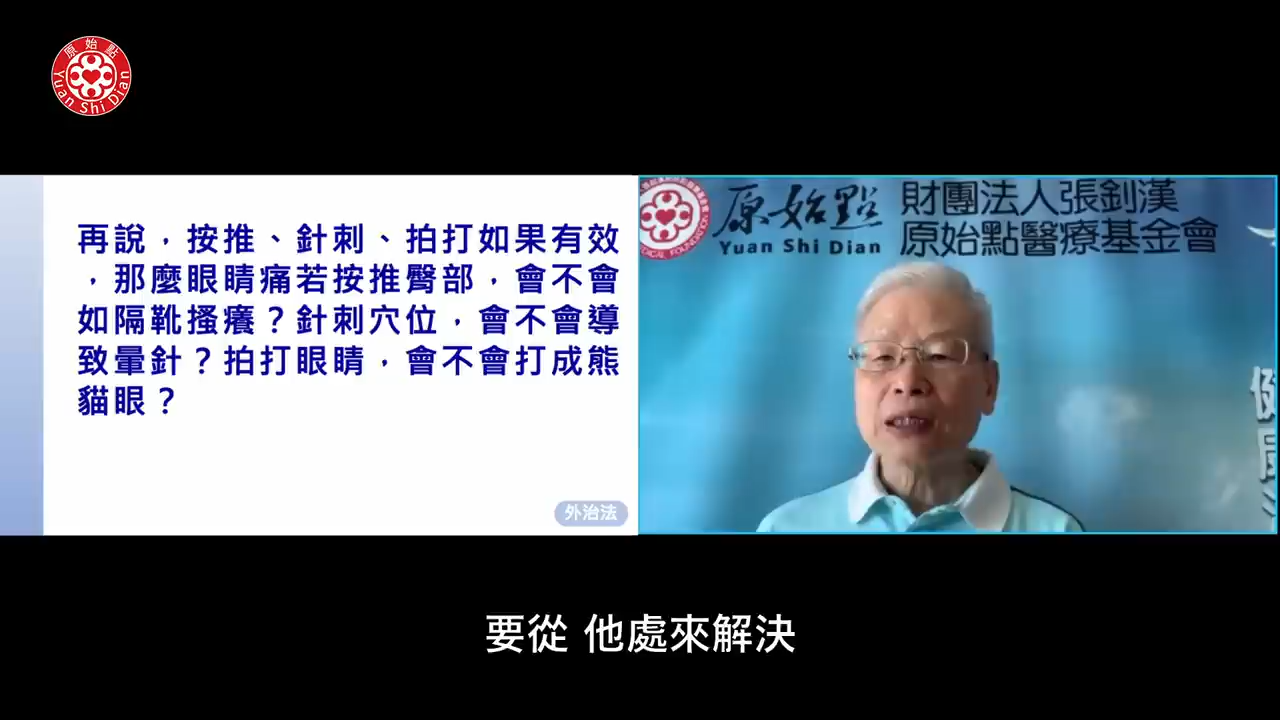 原始點
Yuan Shi Dian
再說，按推、針刺、拍打如果有效
，那麼眼睛痛若按推臀部，會不會
如隔靴搔癢？針刺穴位，會不會導
致暈針？拍打眼睛，會不會打成熊
貓眼？
外治法
原始點
Yuan Shi Dian
財團法人張釗漢
原始點醫療基金會
要從 他處來解決